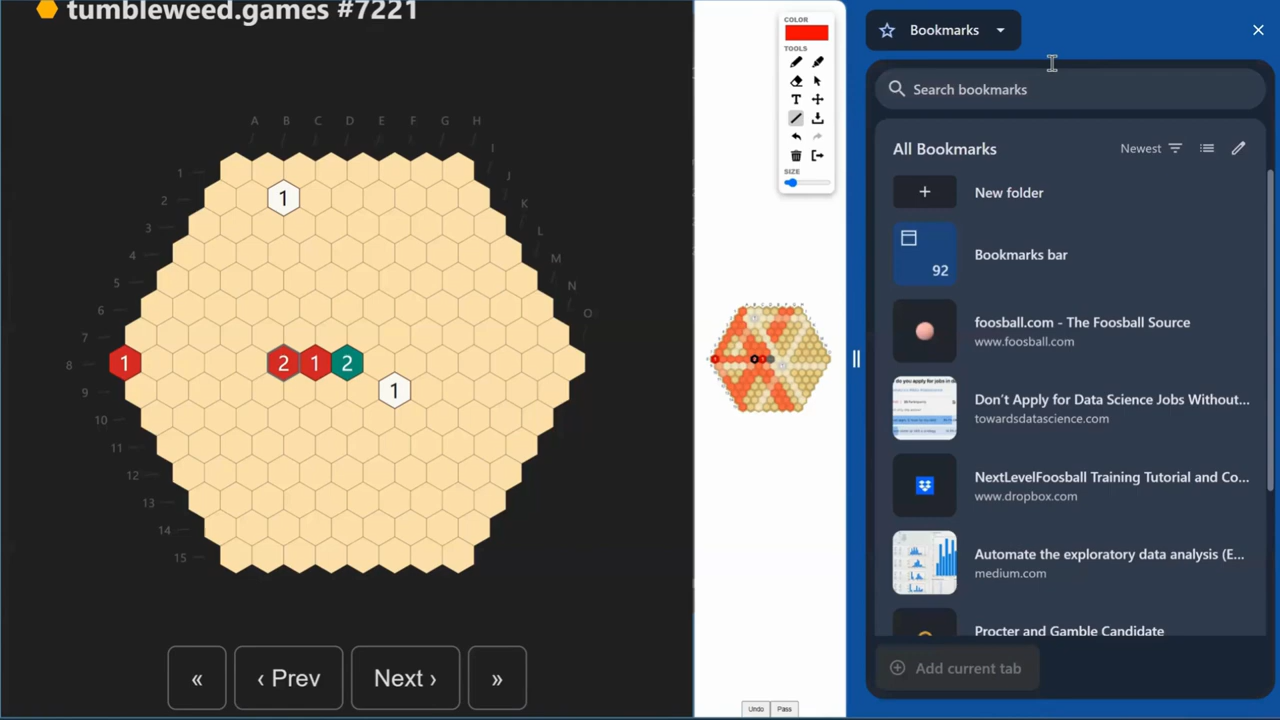 tumbleweed.games #7221
A B C D E F G H
I
J
K
L
M
N
O
1
2
3
4
5
6
7
8
9
10
11
12
13
14
15
1
1 2 1 2
1
« ‹ Prev Next › »
COLOR
TOOLS
T
SIZE
Undo Pass
Bookmarks
Search bookmarks
All Bookmarks Newest
New folder
92 Bookmarks bar
foosball.com - The Foosball Source
www.foosball.com
Don't Apply for Data Science Jobs Without...
towardsdatascience.com
NextLevelFoosball Training Tutorial and Co...
www.dropbox.com
Automate the exploratory data analysis (E...
medium.com
Procter and Gamble Candidate
Add current tab